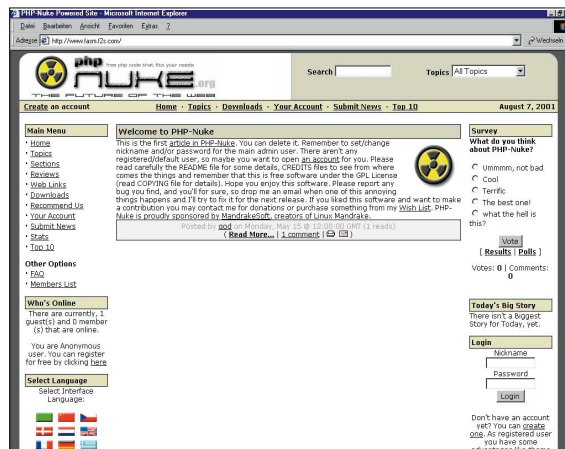 PHP-Nuke Powered Site - Microsoft Internet Explorer
Datei Bearbeiten Ansicht Favoriten Extras ?
Adresse http://www.fasm.f2s.com/ Wechseln
php free php code that fits your needs
NUKE.org
THE FUTURE OF THE WEB
Search Topics All Topics
Create an account Home · Topics · Downloads · Your Account · Submit News · Top 10 August 7, 2001
Main Menu
· Home
· Topics
· Sections
· Reviews
· Web Links
· Downloads
· Recommend Us
· Your Account
· Submit News
· Stats
· Top 10
Other Options
· FAQ
· Members List
Who's Online
There are currently, 1
guest(s) and 0 member
(s) that are online.
You are Anonymous
user. You can register
for free by clicking here
Select Language
Select Interface
Language:
Welcome to PHP-Nuke
This is the first article in PHP-Nuke. You can delete it. Remember to set/change
nickname and/or password for the main admin user. There aren't any
registered/default user, so maybe you want to open an account for you. Please
read carefully the README file for some details, CREDITS files to see from where
comes the things and remember that this is free software under the GPL License
(read COPYING file for details). Hope you enjoy this software. Please report any
bug you find, and you'll for sure, so drop me an email when one of this annoying
things happens and I'll try to fix it for the next release. If you liked this software and want to make
a contribution you may contact me for donations or purchase something from my Wish List. PHP-
Nuke is proudly sponsored by MandrakeSoft, creators of Linux Mandrake.
Posted by god on Monday, May 15 @ 12:00:00 GMT (1 reads)
( Read More... | 1 comment | )
Survey
What do you think
about PHP-Nuke?
Ummmm, not bad
Cool
Terrific
The best one!
what the hell is
this?
Vote
[ Results | Polls ]
Votes: 0 | Comments:
0
Today's Big Story
There isn't a Biggest
Story for Today, yet.
Login
Nickname
Password
Login
Don't have an account
yet? You can create
one. As registered user
you have some